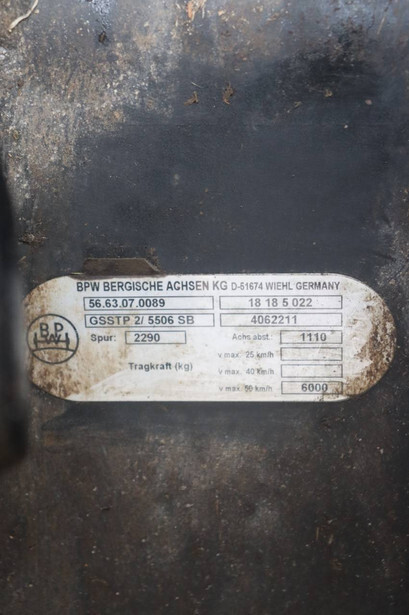 BPW BERGISCHE ACHSEN KG D-51674 WIEHL GERMANY
56.63.07.0089 18 18 5 022
GSSTP 2/ 5506 SB 4062211
BPW
Spur: 2290 Achs abst. 1110
v max. 25 km/h
Tragkraft (kg)
v max. 40 km/h
v max. 50 km/h 6000